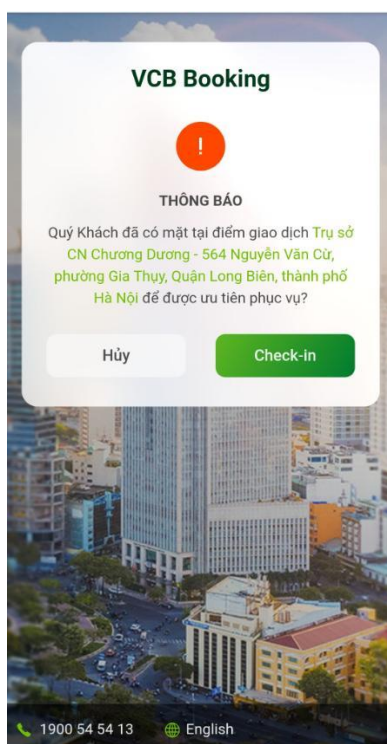 VCB Booking
!
THÔNG BÁO
Quý Khách đã có mặt tại điểm giao dịch Trụ sở
CN Chương Dương - 564 Nguyễn Văn Cừ,
phường Gia Thụy, Quận Long Biên, thành phố
Hà Nội để được ưu tiên phục vụ?
Hủy
Check-in
1900 54 54 13
English